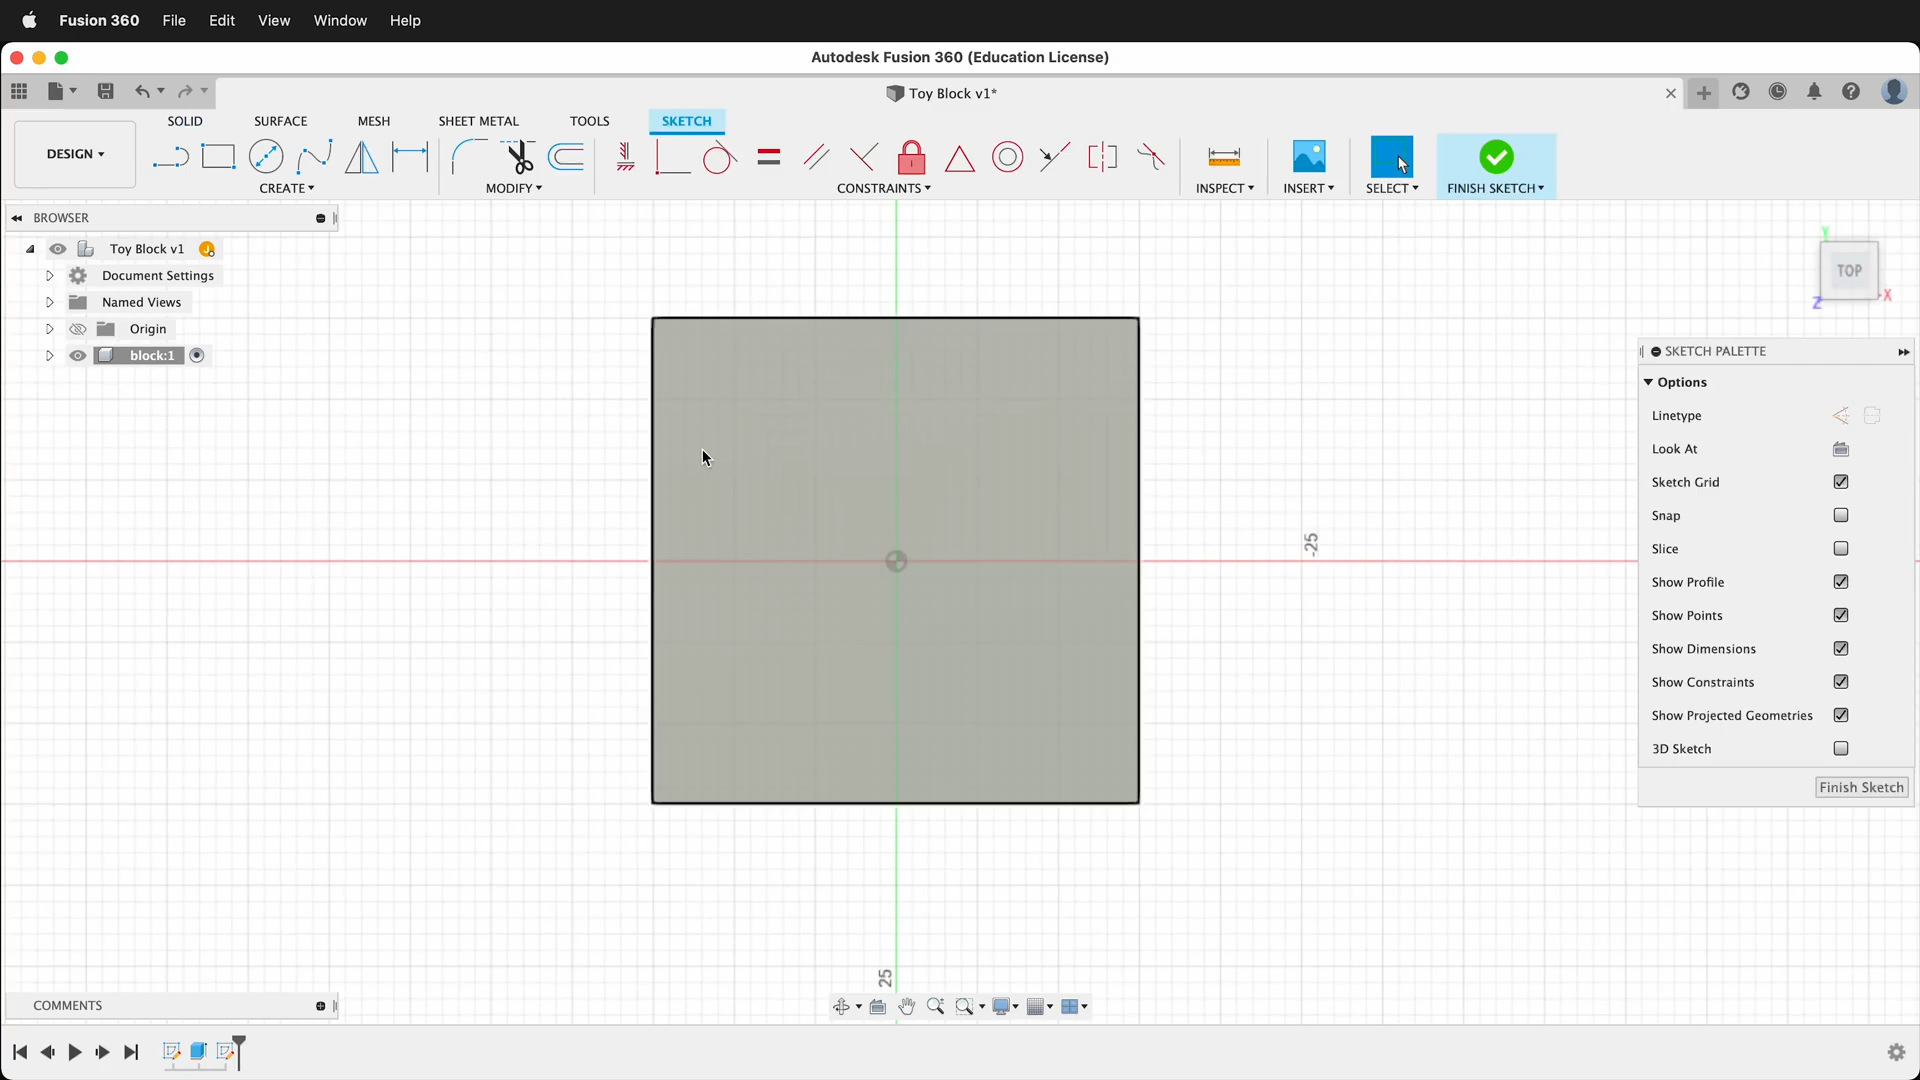 Fusion 360 File Edit View Window Help
Autodesk Fusion 360 (Education License)
Toy Block v1*
SOLID SURFACE MESH SHEET METAL TOOLS SKETCH
DESIGN
CREATE MODIFY CONSTRAINTS INSPECT INSERT SELECT FINISH SKETCH
BROWSER
Toy Block v1
Document Settings
Named Views
Origin
block:1
Y
TOP
X
Z
-25
25
SKETCH PALETTE
Options
Linetype
Look At
Sketch Grid
Snap
Slice
Show Profile
Show Points
Show Dimensions
Show Constraints
Show Projected Geometries
3D Sketch
Finish Sketch
COMMENTS